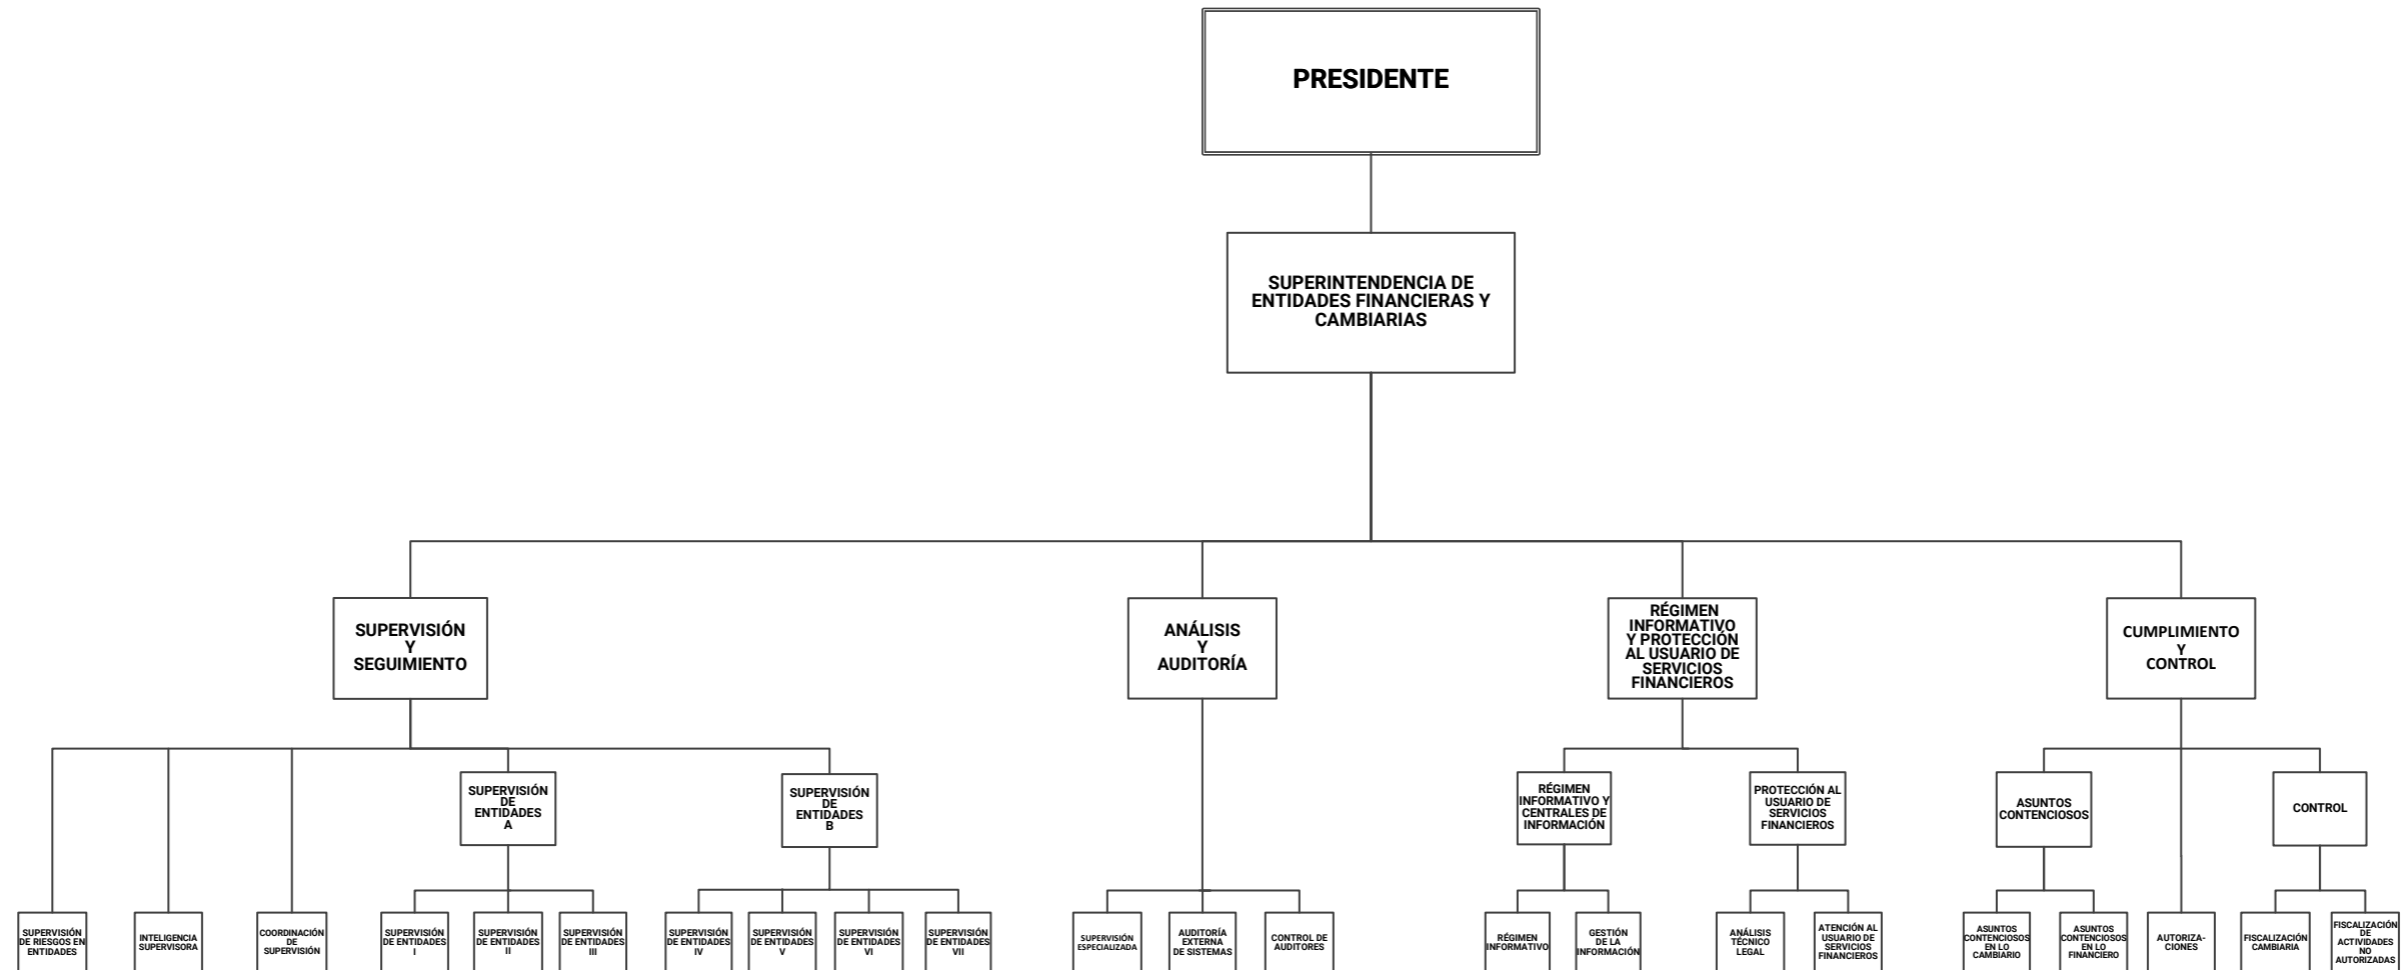 PRESIDENTE
SUPERINTENDENCIA DE
ENTIDADES FINANCIERAS Y
CAMBIARIAS
SUPERVISIÓN
Y
SEGUIMIENTO
ANÁLISIS
Y
AUDITORÍA
RÉGIMEN
INFORMATIVO
Y PROTECCIÓN
AL USUARIO DE
SERVICIOS
FINANCIEROS
CUMPLIMIENTO
Y
CONTROL
SUPERVISIÓN
DE
ENTIDADES
A
SUPERVISIÓN
DE
ENTIDADES
B
RÉGIMEN
INFORMATIVO Y
CENTRALES DE
INFORMACIÓN
PROTECCIÓN AL
USUARIO DE
SERVICIOS
FINANCIEROS
ASUNTOS
CONTENCIOSOS
CONTROL
SUPERVISIÓN
DE RIESGOS EN
ENTIDADES
INTELIGENCIA
SUPERVISORA
COORDINACIÓN
DE
SUPERVISIÓN
SUPERVISIÓN
DE ENTIDADES
I
SUPERVISIÓN
DE ENTIDADES
II
SUPERVISIÓN
DE ENTIDADES
III
SUPERVISIÓN
DE ENTIDADES
IV
SUPERVISIÓN
DE ENTIDADES
V
SUPERVISIÓN
DE ENTIDADES
VI
SUPERVISIÓN
DE ENTIDADES
VII
SUPERVISIÓN
ESPECIALIZADA
AUDITORÍA
EXTERNA
DE SISTEMAS
CONTROL DE
AUDITORES
RÉGIMEN
INFORMATIVO
GESTIÓN
DE LA
INFORMACIÓN
ANÁLISIS
TÉCNICO
LEGAL
ATENCIÓN AL
USUARIO DE
SERVICIOS
FINANCIEROS
ASUNTOS
CONTENCIOSOS
EN LO
CAMBIARIO
ASUNTOS
CONTENCIOSOS
EN LO
FINANCIERO
AUTORIZA-
CIONES
FISCALIZACIÓN
CAMBIARIA
FISCALIZACIÓN
DE
ACTIVIDADES
NO
AUTORIZADAS